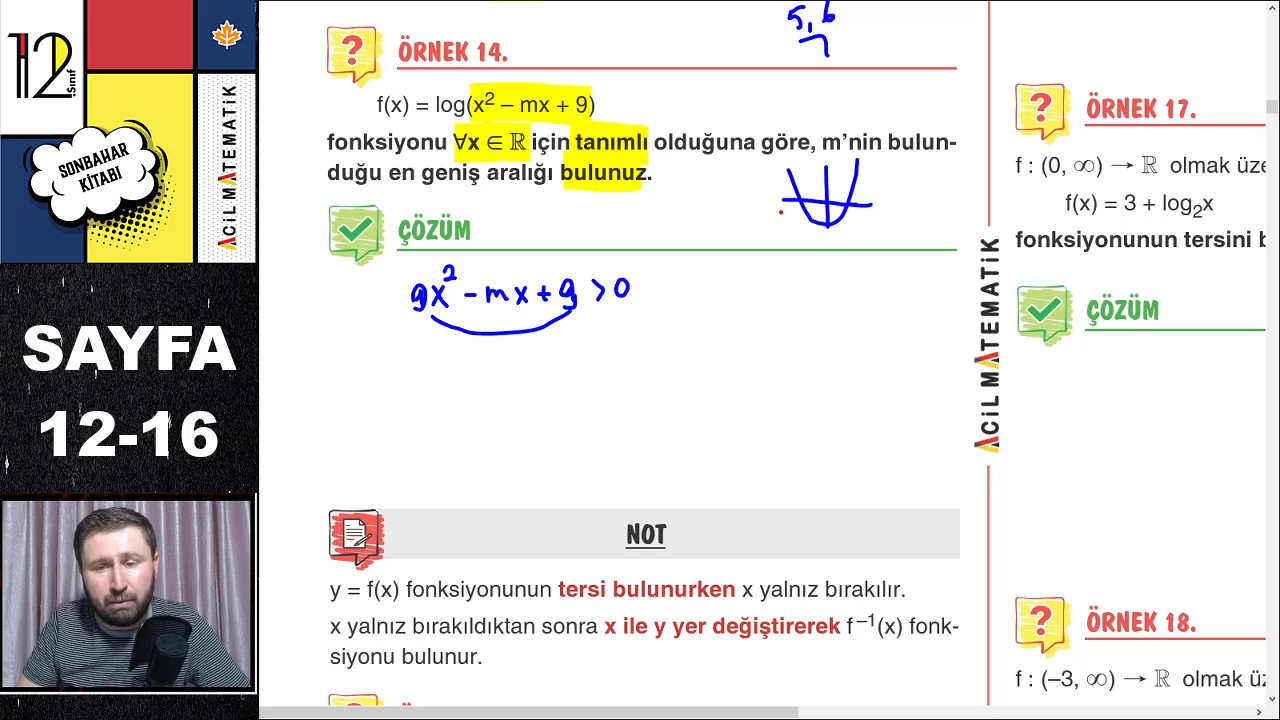 12
.Sınıf
SONBAHAR
KİTABI
ACİL MATEMATİK
SAYFA
12-16
5, 6
ÖRNEK 14.
f(x) = log(x² – mx + 9)
fonksiyonu ∀x ∈ ℝ için tanımlı olduğuna göre, m’nin bulun-
duğu en geniş aralığı bulunuz.
ÇÖZÜM
x² - mx + 9 > 0
NOT
y = f(x) fonksiyonunun tersi bulunurken x yalnız bırakılır.
x yalnız bırakıldıktan sonra x ile y yer değiştirerek f⁻¹(x) fonk-
siyonu bulunur.
ACİL MATEMATİK
ÖRNEK 17.
f : (0, ∞) → ℝ olmak üze
f(x) = 3 + log₂x
fonksiyonunun tersini b
ÇÖZÜM
ÖRNEK 18.
f : (–3, ∞) → ℝ olmak üz